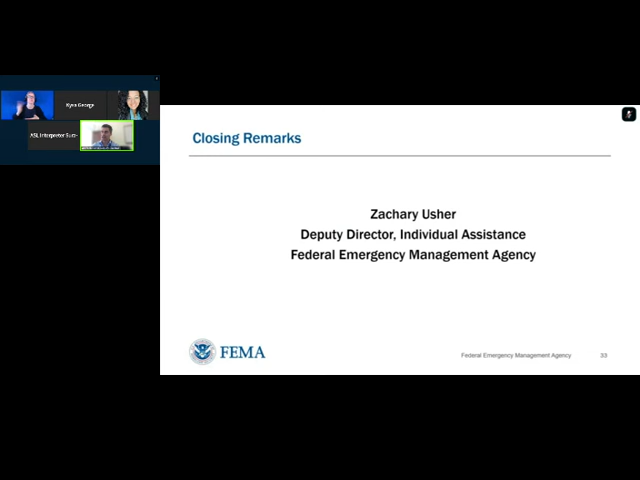 Kyra George
ASL Interpreter
Closing Remarks
Zachary Usher
Deputy Director, Individual Assistance
Federal Emergency Management Agency
FEMA
Federal Emergency Management Agency
33